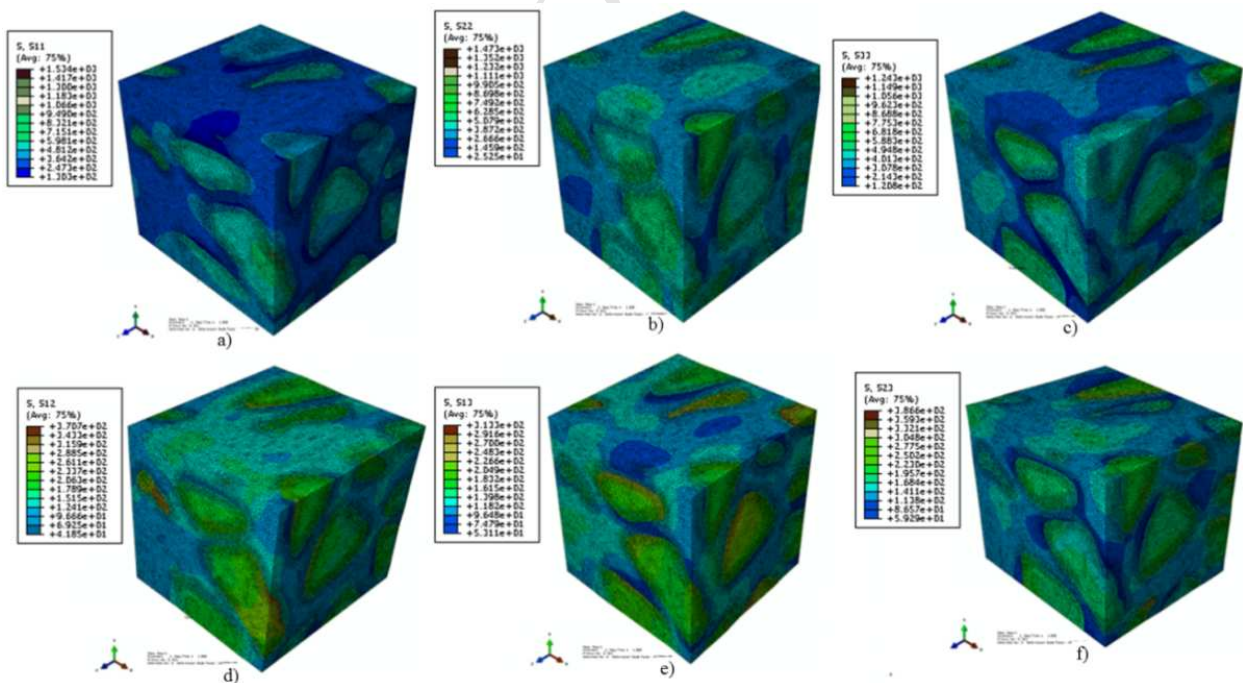 S, S11
(Avg: 75%)
+1.534e+03
+1.417e+03
+1.300e+03
+1.183e+03
+1.066e+03
+9.490e+02
+8.321e+02
+7.151e+02
+5.981e+02
+4.812e+02
+3.642e+02
+2.473e+02
+1.303e+02
a)
S, S22
(Avg: 75%)
+1.473e+03
+1.352e+03
+1.232e+03
+1.111e+03
+9.905e+02
+8.698e+02
+7.492e+02
+6.285e+02
+5.079e+02
+3.872e+02
+2.666e+02
+1.459e+02
+2.525e+01
b)
S, S33
(Avg: 75%)
+1.243e+03
+1.149e+03
+1.056e+03
+9.623e+02
+8.688e+02
+7.753e+02
+6.818e+02
+5.883e+02
+4.948e+02
+4.013e+02
+3.078e+02
+2.143e+02
+1.208e+02
c)
S, S12
(Avg: 75%)
+3.707e+02
+3.433e+02
+3.159e+02
+2.885e+02
+2.611e+02
+2.337e+02
+2.063e+02
+1.789e+02
+1.515e+02
+1.241e+02
+9.666e+01
+6.925e+01
+4.185e+01
d)
S, S13
(Avg: 75%)
+3.133e+02
+2.916e+02
+2.700e+02
+2.483e+02
+2.266e+02
+2.049e+02
+1.832e+02
+1.615e+02
+1.398e+02
+1.182e+02
+9.648e+01
+7.479e+01
+5.311e+01
e)
S, S23
(Avg: 75%)
+3.866e+02
+3.593e+02
+3.321e+02
+3.048e+02
+2.775e+02
+2.502e+02
+2.230e+02
+1.957e+02
+1.684e+02
+1.411e+02
+1.138e+02
+8.657e+01
+5.929e+01
f)